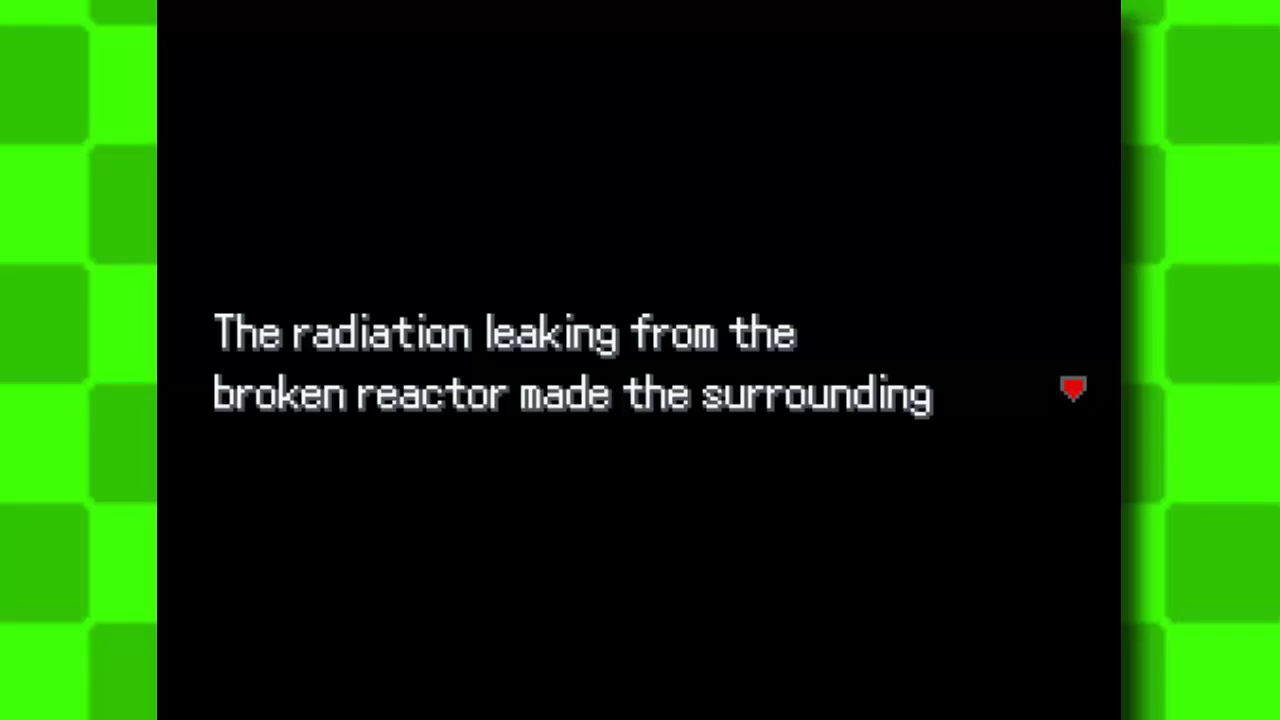 The radiation leaking from the
broken reactor made the surrounding